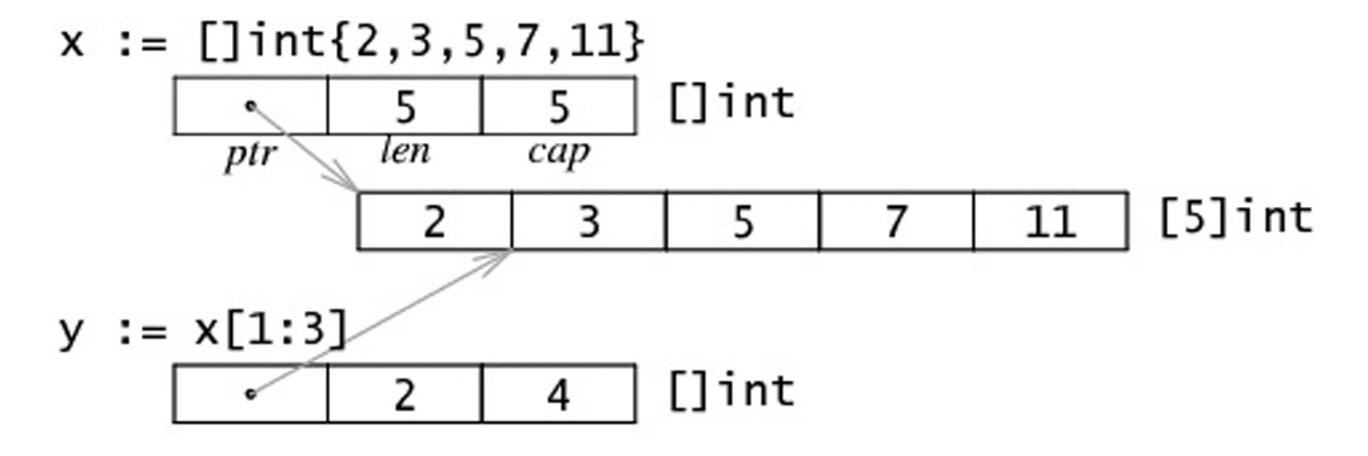 x := []int{2,3,5,7,11}
5 5 []int
ptr len cap
2 3 5 7 11 [5]int
y := x[1:3]
2 4 []int